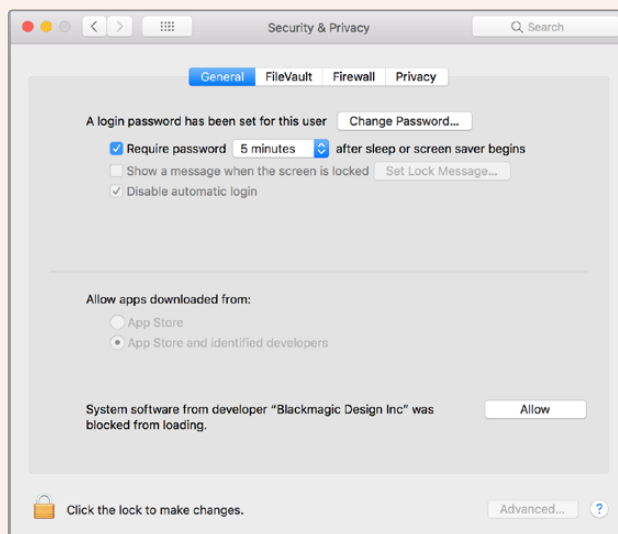 Security & Privacy
Search
General FileVault Firewall Privacy
A login password has been set for this user Change Password...
Require password 5 minutes after sleep or screen saver begins
Show a message when the screen is locked Set Lock Message...
Disable automatic login
Allow apps downloaded from:
App Store
App Store and identified developers
System software from developer “Blackmagic Design Inc” was Allow
blocked from loading.
Click the lock to make changes. Advanced... ?